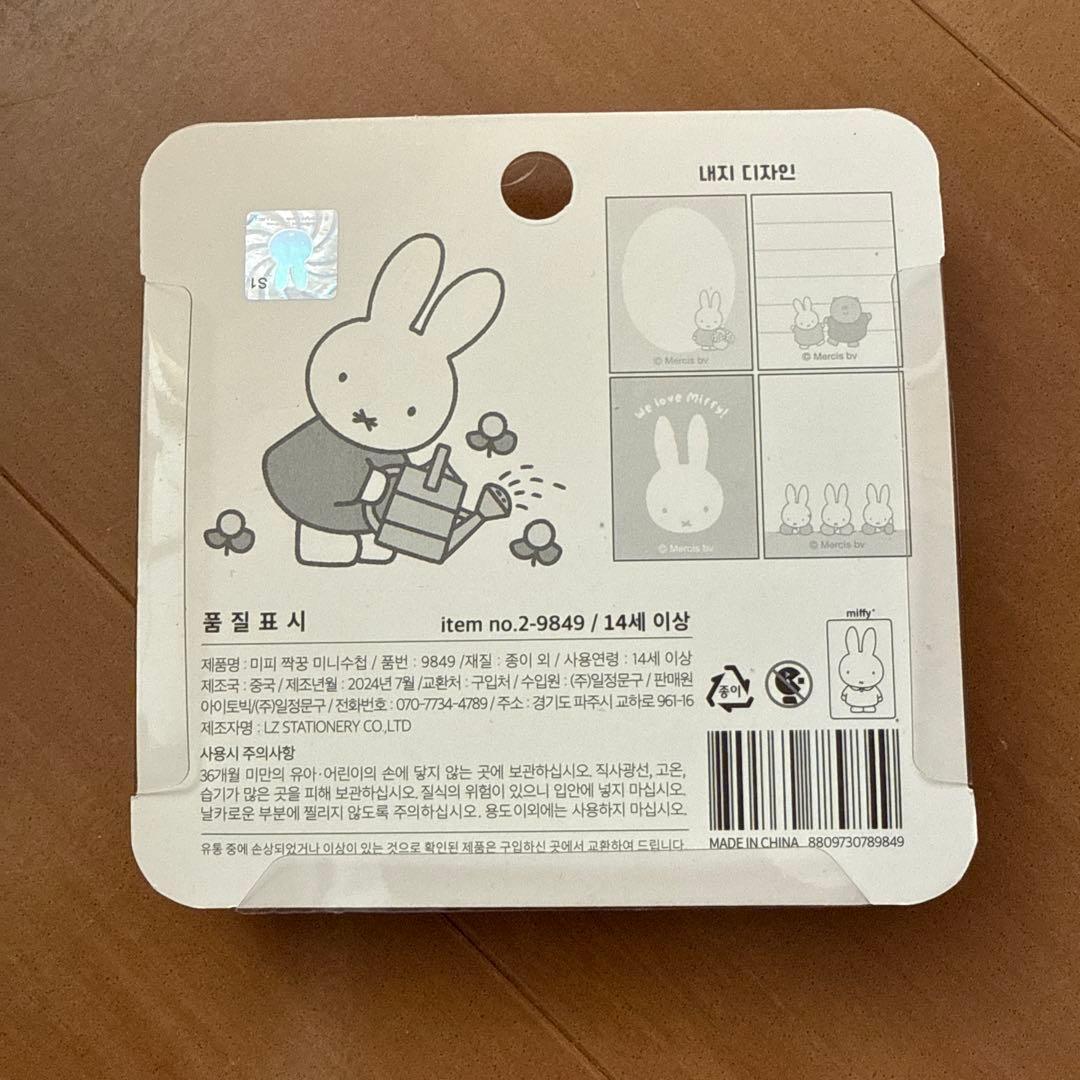 내지 디자인
S1
© Mercis bv
© Mercis bv
we love Miffy!
© Mercis bv
© Mercis bv
품질표시
item no.2-9849 / 14세 이상
제품명 : 미피 짝꿍 미니수첩 / 품번 : 9849 /재질 : 종이 외 / 사용연령 : 14세 이상
제조국 : 중국 / 제조년월 : 2024년 7월 /교환처 : 구입처 / 수입원 : (주)일정문구 / 판매원
아이토빅/(주)일정문구 / 전화번호 : 070-7734-4789 / 주소 : 경기도 파주시 교하로 961-16
제조자명 : LZ STATIONERY CO.,LTD
사용시 주의사항
36개월 미만의 유아·어린이의 손에 닿지 않는 곳에 보관하십시오. 직사광선, 고온,
습기가 많은 곳을 피해 보관하십시오. 질식의 위험이 있으니 입안에 넣지 마십시오.
날카로운 부분에 찔리지 않도록 주의하십시오. 용도이외에는 사용하지 마십시오.
유통 중에 손상되었거나 이상이 있는 것으로 확인된 제품은 구입하신 곳에서 교환하여 드립니다.
종이
miffy
MADE IN CHINA 8809730789849